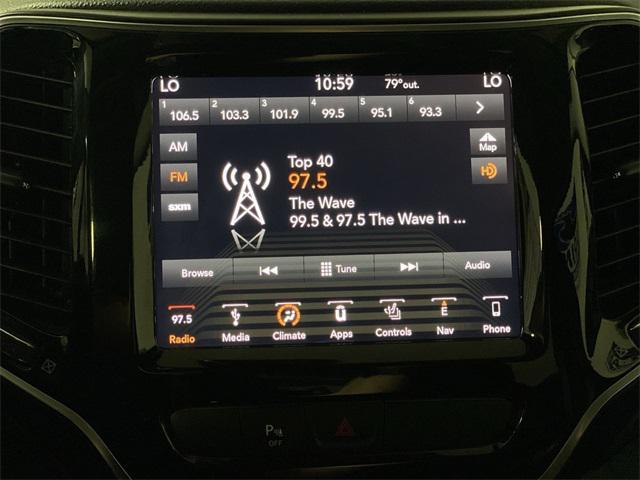 LO 10:59 79° out. LO
1 106.5 2 103.3 3 101.9 4 99.5 5 95.1 6 93.3
AM
Map
FM
HD
sxm
Top 40
97.5
The Wave
99.5 & 97.5 The Wave in ...
Browse Tune Audio
97.5 E
Radio Media Climate Apps Controls Nav Phone
P
OFF